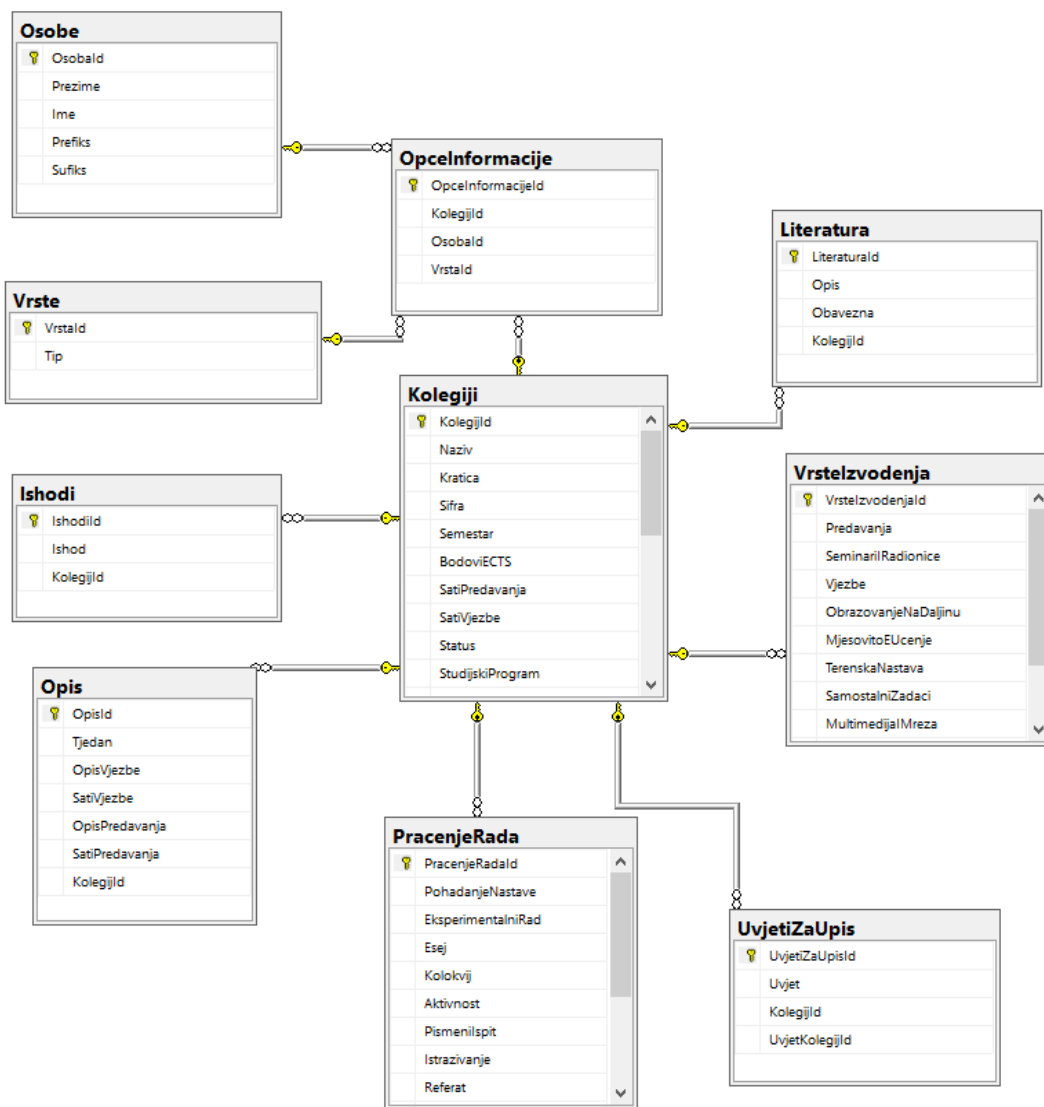 Osobe
OsobaId
Prezime
Ime
Prefiks
Sufiks
OpceInformacije
OpceInformacijeId
KolegijId
OsobaId
VrstaId
Literatura
LiteraturaId
Opis
Obavezna
KolegijId
Vrste
VrstaId
Tip
Kolegiji
KolegijId
Naziv
Kratica
Sifra
Semestar
BodoviECTS
SatiPredavanja
SatiVjezbe
Status
StudijskiProgram
VrsteIzvodenja
VrsteIzvodenjaId
Predavanja
SeminariIRadionice
Vjezbe
ObrazovanjeNaDaljinu
MjesovitoEUcenje
TerenskaNastava
SamostalniZadaci
MultimedijaIMreza
Ishodi
IshodiId
Ishod
KolegijId
Opis
OpisId
Tjedan
OpisVjezbe
SatiVjezbe
OpisPredavanja
SatiPredavanja
KolegijId
PracenjeRada
PracenjeRadaId
PohadanjeNastave
EksperimentalniRad
Esej
Kolokvij
Aktivnost
PismeniIspit
Istrazivanje
Referat
UvjetiZaUpis
UvjetiZaUpisId
Uvjet
KolegijId
UvjetKolegijId